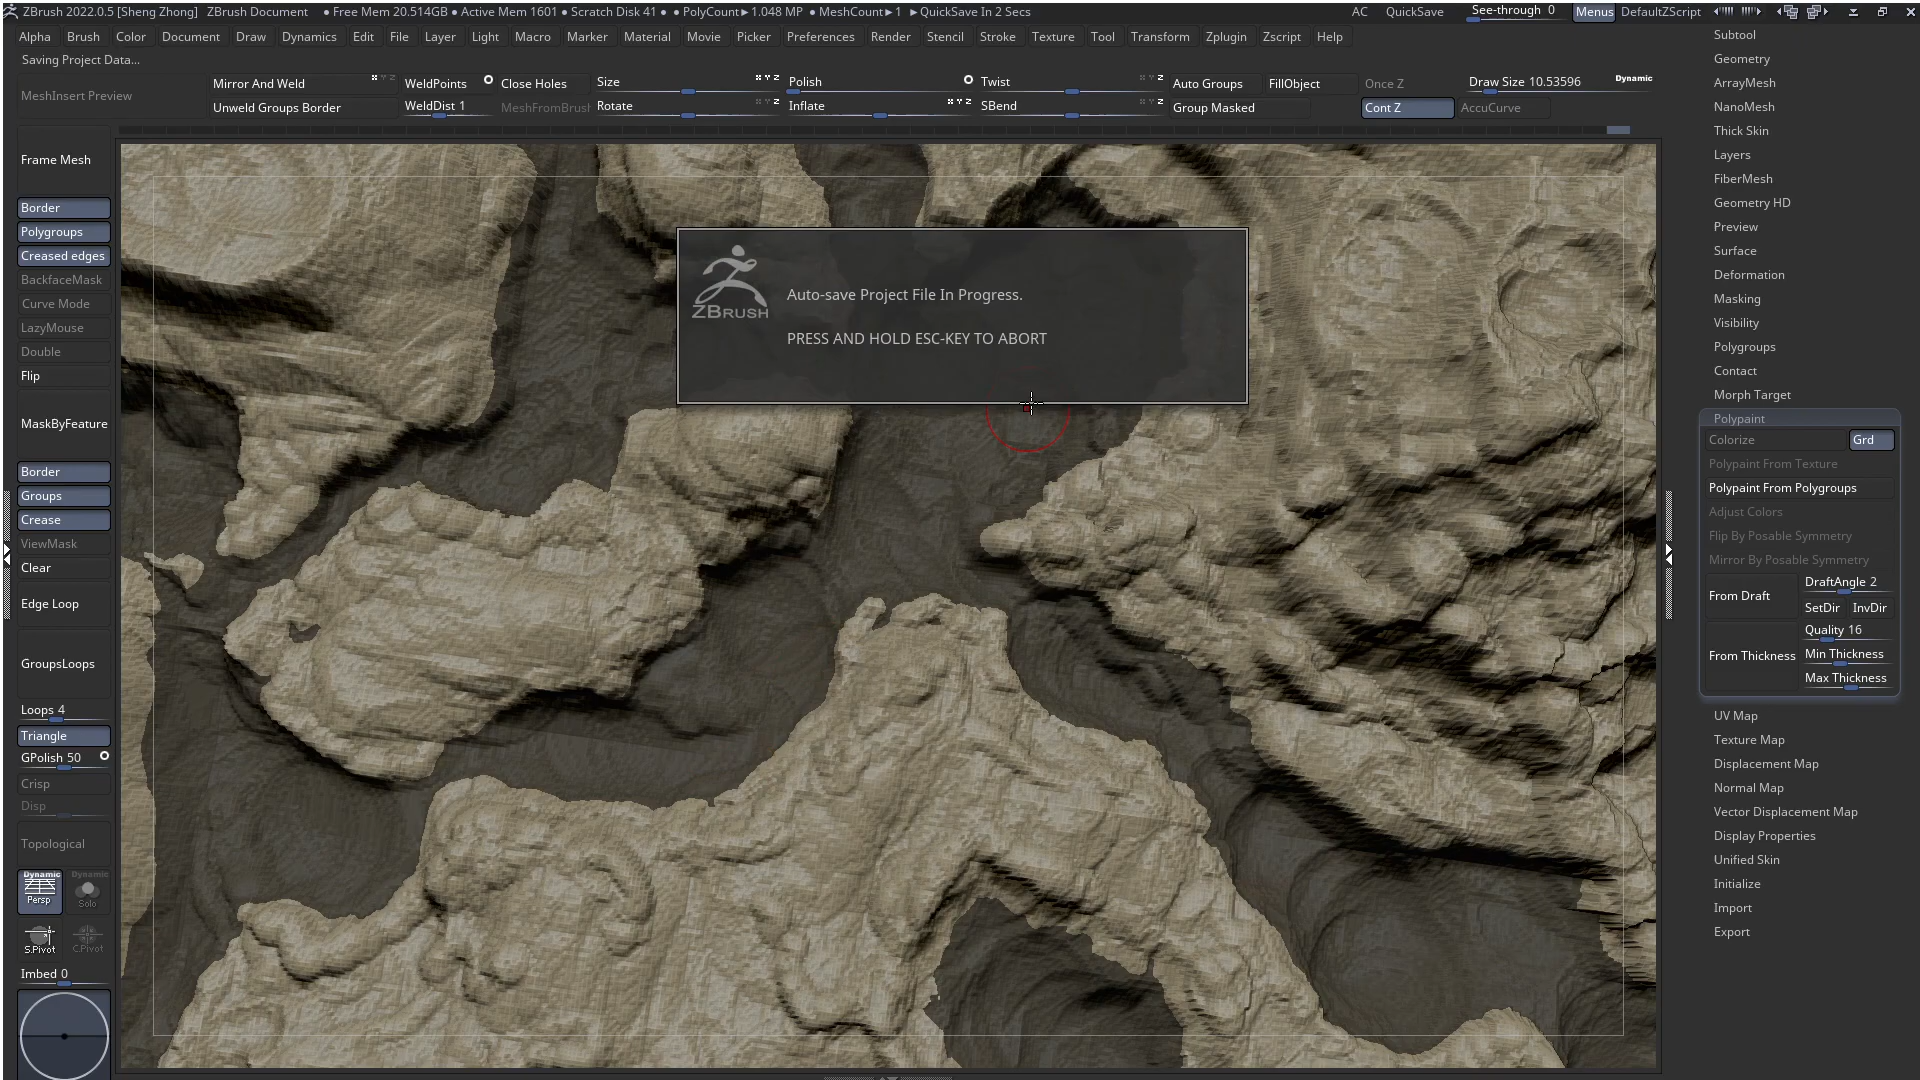 ZBrush 2022.0.5 [Sheng Zhong] ZBrush Document ● Free Mem 20.514GB ● Active Mem 1601 ● Scratch Disk 41 ● ● PolyCount► 1.048 MP ● MeshCount► 1 ►QuickSave In 2 Secs AC QuickSave See-through 0 Menus DefaultZScript
Alpha Brush Color Document Draw Dynamics Edit File Layer Light Macro Marker Material Movie Picker Preferences Render Stencil Stroke Texture Tool Transform Zplugin Zscript Help
Saving Project Data...
MeshInsert Preview
Mirror And Weld
Unweld Groups Border
WeldPoints
WeldDist 1
Close Holes
MeshFromBrush
Size
Rotate
Polish
Inflate
Twist
SBend
Auto Groups
Group Masked
FillObject
Once Z
Cont Z
Draw Size 10.53596
Dynamic
AccuCurve
Frame Mesh
Border
Polygroups
Creased edges
BackfaceMask
Curve Mode
LazyMouse
Double
Flip
MaskByFeature
Border
Groups
Crease
ViewMask
Clear
Edge Loop
GroupsLoops
Loops 4
Triangle
GPolish 50
Crisp
Disp
Topological
Dynamic
Persp
Dynamic
Solo
S.Pivot
C.Pivot
Imbed 0
ZBRUSH
Auto-save Project File In Progress.
PRESS AND HOLD ESC-KEY TO ABORT
Subtool
Geometry
ArrayMesh
NanoMesh
Thick Skin
Layers
FiberMesh
Geometry HD
Preview
Surface
Deformation
Masking
Visibility
Polygroups
Contact
Morph Target
Polypaint
Colorize Grd
Polypaint From Texture
Polypaint From Polygroups
Adjust Colors
Flip By Posable Symmetry
Mirror By Posable Symmetry
From Draft
DraftAngle 2
SetDir InvDir
From Thickness
Quality 16
Min Thickness
Max Thickness
UV Map
Texture Map
Displacement Map
Normal Map
Vector Displacement Map
Display Properties
Unified Skin
Initialize
Import
Export